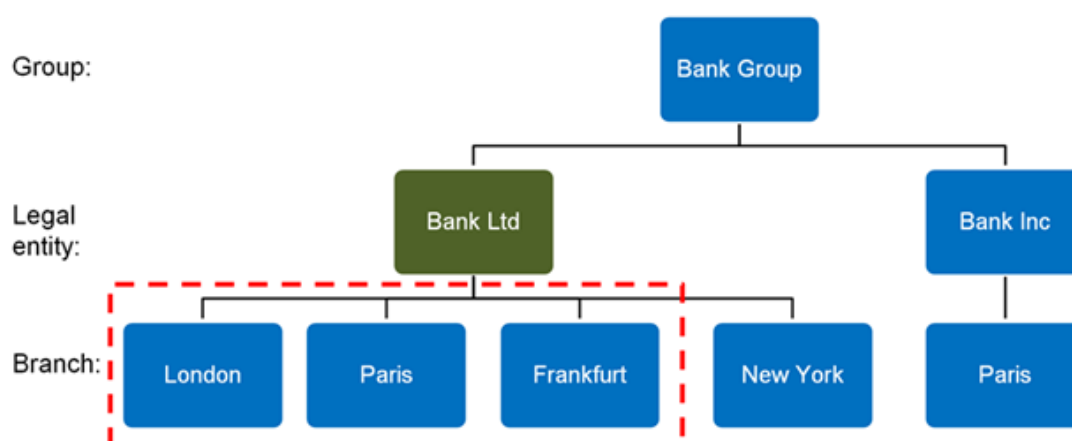 Group:
Bank Group
Legal
entity:
Bank Ltd
Bank Inc
Branch:
London
Paris
Frankfurt
New York
Paris